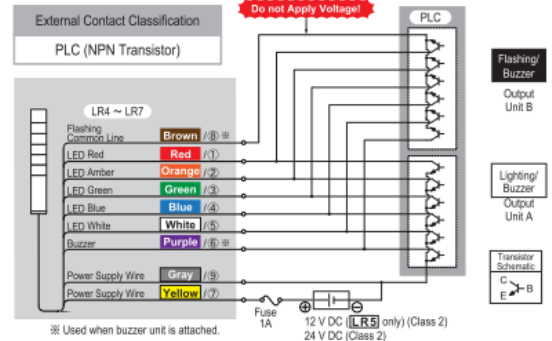 External Contact Classification
PLC (NPN Transistor)
Do not Apply Voltage!
PLC
LR4 ~ LR7
Flashing
Common Line Brown /⑧ ※
LED Red Red /①
LED Amber Orange /②
LED Green Green /③
LED Blue Blue /④
LED White White /⑤
Buzzer Purple /⑥ ※
Power Supply Wire Gray /⑨
Power Supply Wire Yellow /⑦
Fuse
1A
⊕ ⊖
12 V DC (LR5 only) (Class 2)
24 V DC (Class 2)
※ Used when buzzer unit is attached.
Flashing/
Buzzer
Output
Unit B
Lighting/
Buzzer
Output
Unit A
Transistor
Schematic
C
B
E